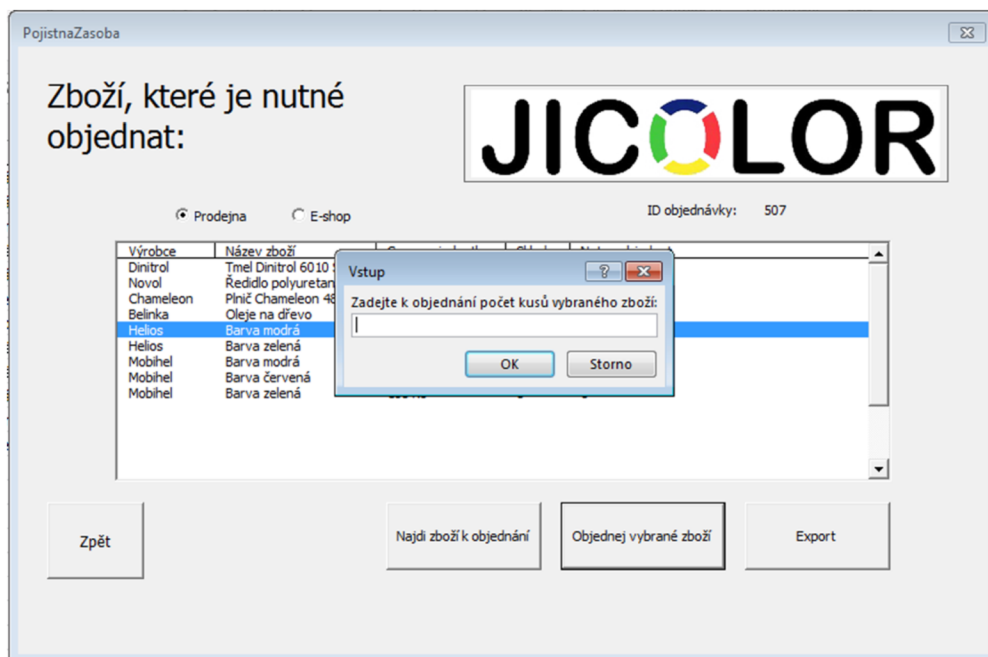 PojistnaZasoba
Zboží, které je nutné
objednat:
JICOLOR
Prodejna
E-shop
ID objednávky: 507
Výrobce Název zboží
Dinitrol Tmel Dinitrol 6010
Novol Ředidlo polyuretan
Chameleon Plnič Chameleon 48
Belinka Oleje na dřevo
Helios Barva modrá
Helios Barva zelená
Mobihel Barva modrá
Mobihel Barva červená
Mobihel Barva zelená
Vstup
Zadejte k objednání počet kusů vybraného zboží:
OK Storno
Zpět
Najdi zboží k objednání
Objednej vybrané zboží
Export